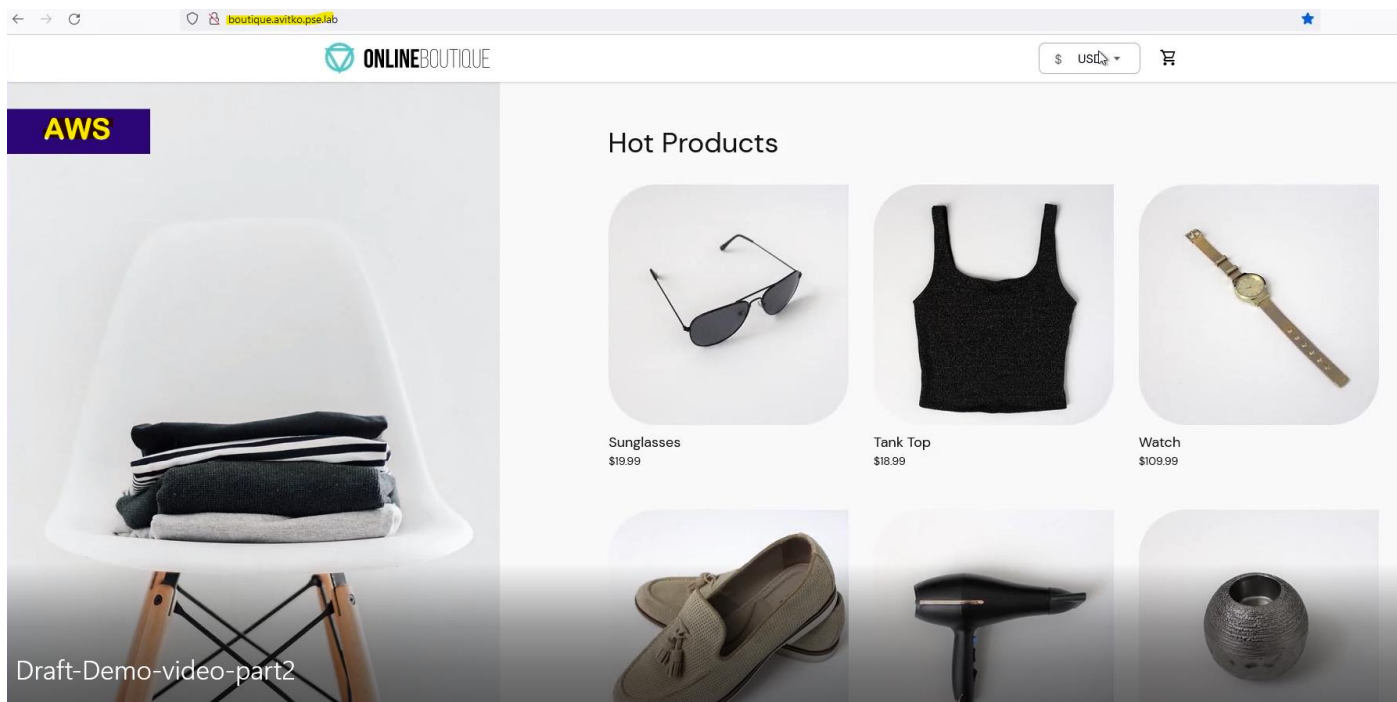 boutique.avitko.pse.lab
ONLINEBOUTIQUE
$ USD
AWS
Hot Products
Sunglasses
$19.99
Tank Top
$18.99
Watch
$109.99
Draft-Demo-video-part2